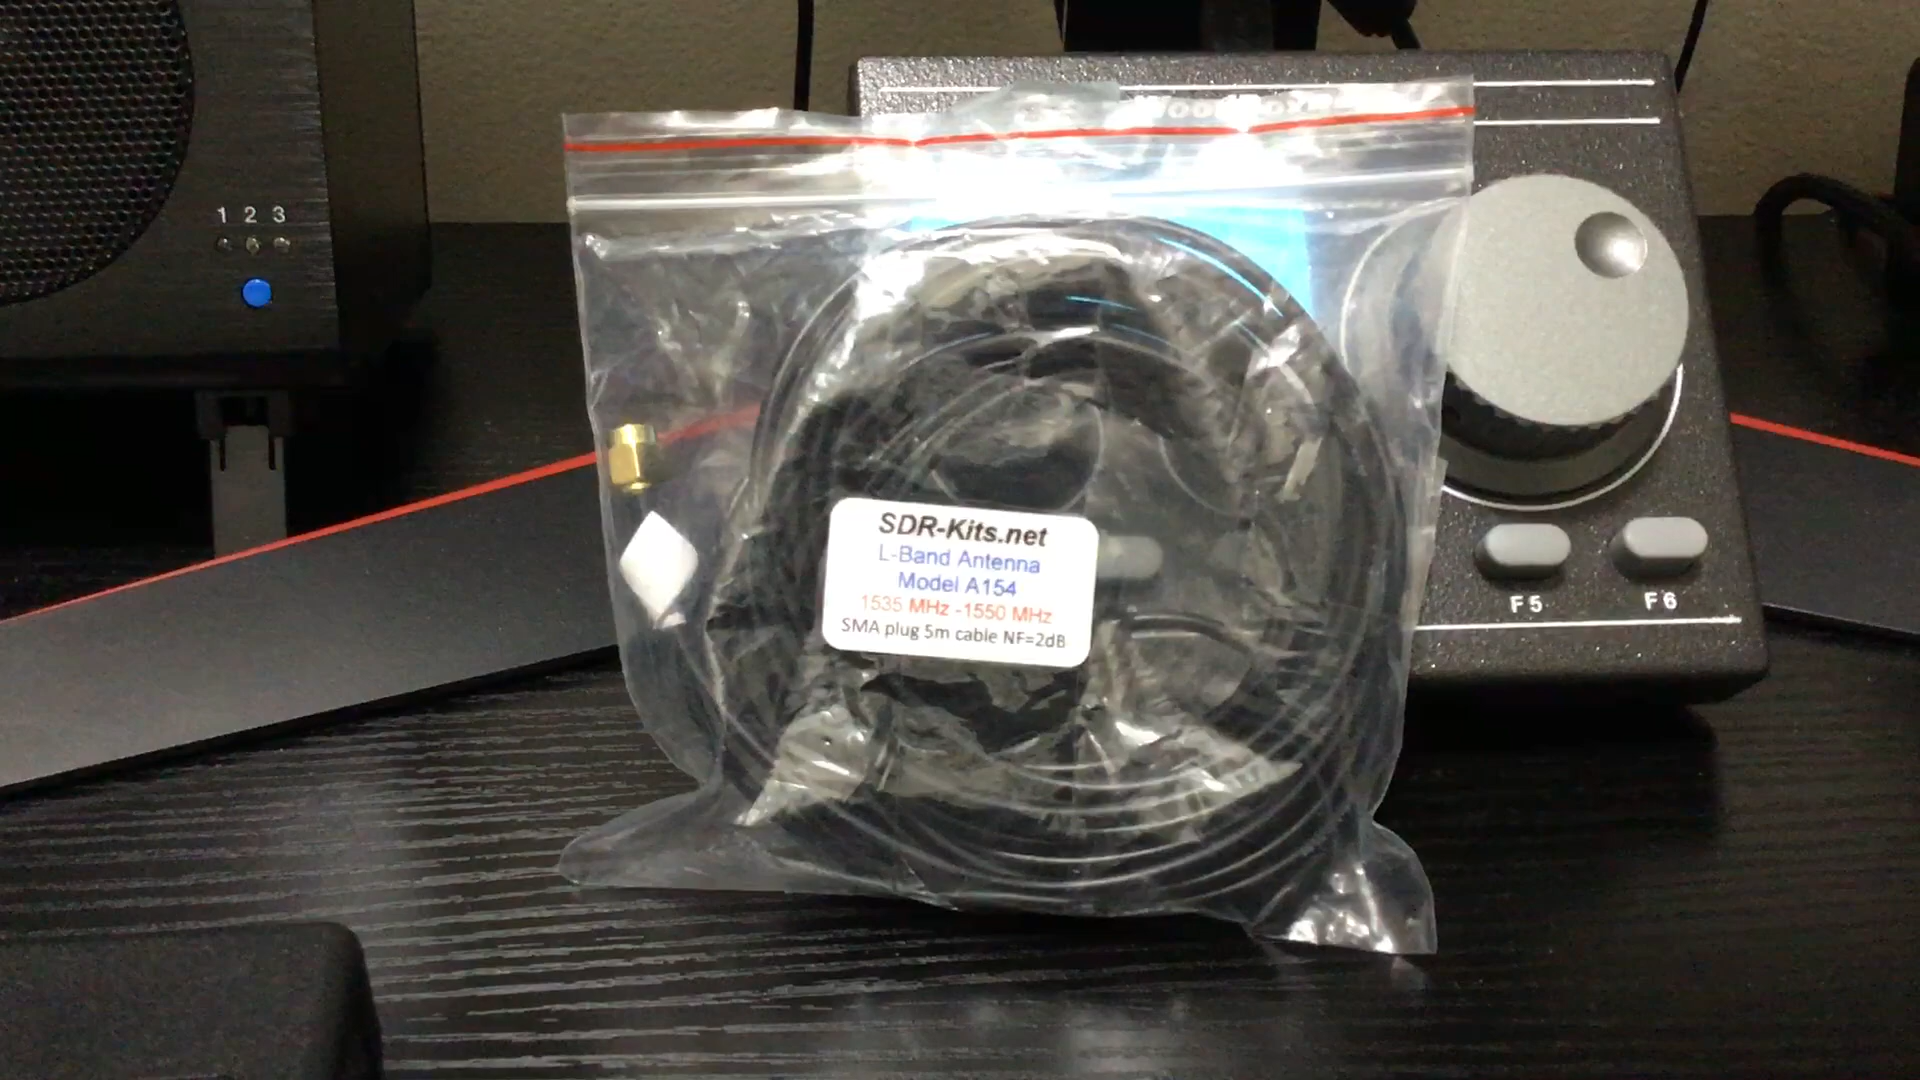 1 2 3
SDR-Kits.net
L-Band Antenna
Model A154
1535 MHz -1550 MHz
SMA plug 5m cable NF=2dB
F5 F6